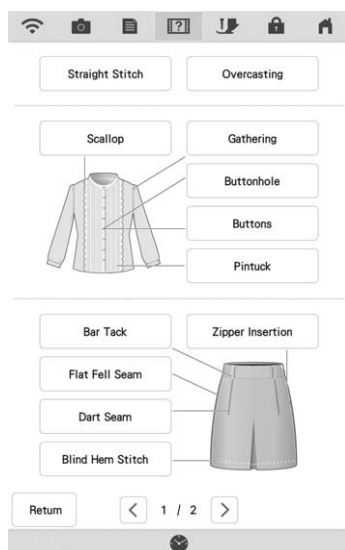 Straight Stitch
Overcasting
Scallop
Gathering
Buttonhole
Buttons
Pintuck
Bar Tack
Zipper Insertion
Flat Fell Seam
Dart Seam
Blind Hem Stitch
Return
< 1 / 2 >